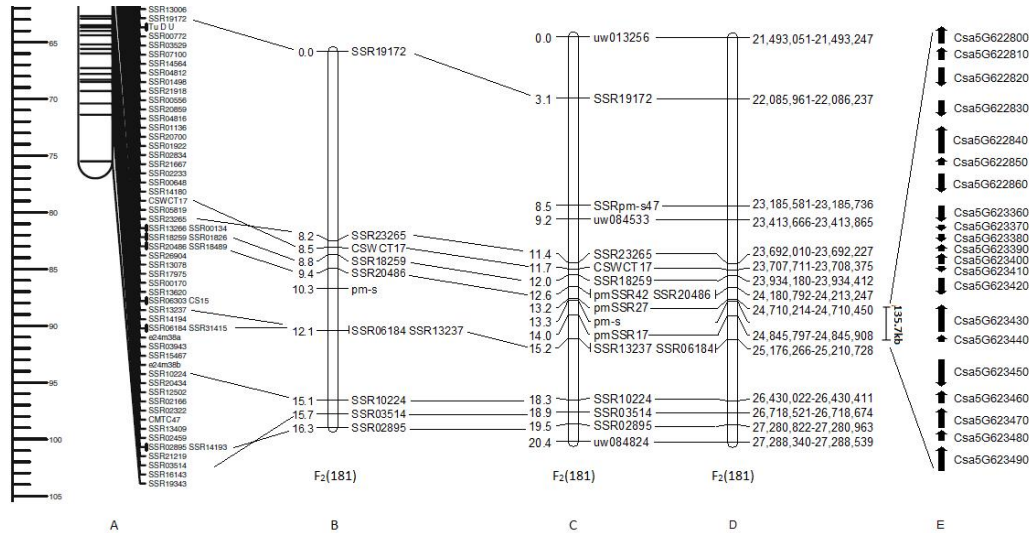 65
70
75
80
85
90
95
100
105
SSR13006
SSR19172
Tu D U
SSR00772
SSR03529
SSR07100
SSR14564
SSR04812
SSR01498
SSR21918
SSR00556
SSR20859
SSR04816
SSR01136
SSR20700
SSR01922
SSR02834
SSR21667
SSR02233
SSR00648
SSR14180
CSWCT17
SSR05819
SSR23265
SSR13266 SSR00134
SSR18259 SSR01826
SSR20486 SSR18489
SSR26904
SSR13078
SSR17975
SSR00170
SSR13620
SSR06303 CS15
SSR13237
SSR14194
SSR06184 SSR31415
e24m38a
SSR03943
SSR15467
e24m38b
SSR10224
SSR20434
SSR12502
SSR02166
SSR02322
CMTC47
SSR13409
SSR02459
SSR02895 SSR14193
SSR21219
SSR03514
SSR16143
SSR19343
0.0 SSR19172
8.2 SSR23265
8.5 CSWCT17
8.8 SSR18259
9.4 SSR20486
10.3 pm-s
12.1 SSR06184 SSR13237
15.1 SSR10224
15.7 SSR03514
16.3 SSR02895
F2(181)
0.0 uw013256
3.1 SSR19172
8.5 SSRpm-s47
9.2 uw084533
11.4 SSR23265
11.7 CSWCT17
12.0 SSR18259
12.6 pmSSR42 SSR20486
13.2 pmSSR27
13.3 pm-s
14.0 pmSSR17
15.2 SSR13237 SSR06184
18.3 SSR10224
18.9 SSR03514
19.5 SSR02895
20.4 uw084824
F2(181)
21,493,051-21,493,247
22,085,961-22,086,237
23,185,581-23,185,736
23,413,666-23,413,865
23,692,010-23,692,227
23,707,711-23,708,375
23,934,180-23,934,412
24,180,792-24,213,247
24,710,214-24,710,450
24,845,797-24,845,908
25,176,266-25,210,728
26,430,022-26,430,411
26,718,521-26,718,674
27,280,822-27,280,963
27,288,340-27,288,539
F2(181)
135.7kb
Csa5G622800
Csa5G622810
Csa5G622820
Csa5G622830
Csa5G622840
Csa5G622850
Csa5G622860
Csa5G623360
Csa5G623370
Csa5G623380
Csa5G623390
Csa5G623400
Csa5G623410
Csa5G623420
Csa5G623430
Csa5G623440
Csa5G623450
Csa5G623460
Csa5G623470
Csa5G623480
Csa5G623490
A B C D E